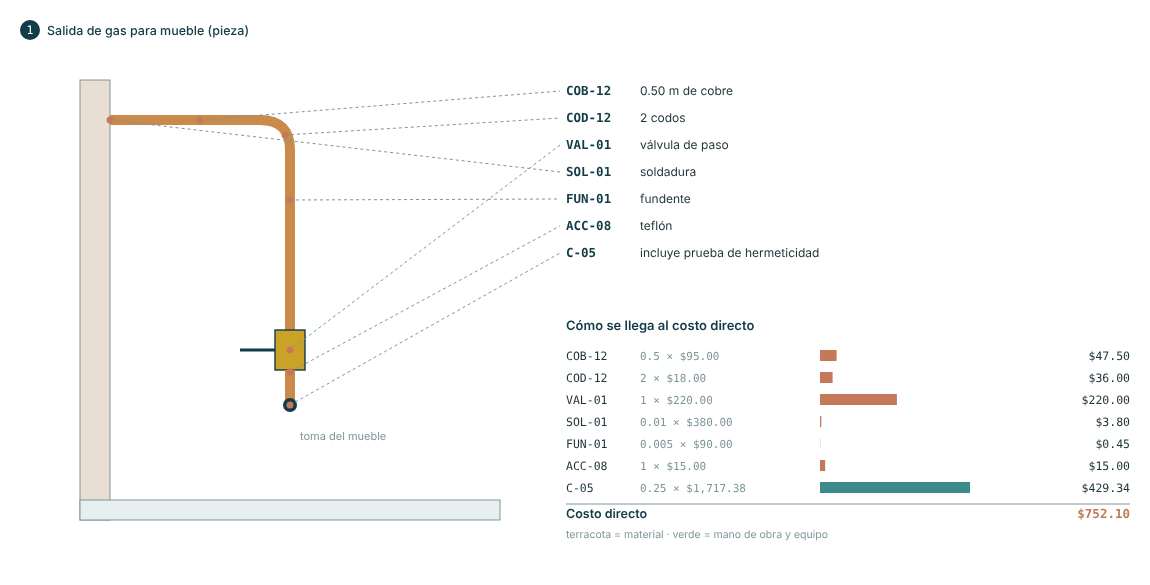 1 Salida de gas para mueble (pieza)
COB-12 0.50 m de cobre
COD-12 2 codos
VAL-01 válvula de paso
SOL-01 soldadura
FUN-01 fundente
ACC-08 teflón
C-05 incluye prueba de hermeticidad
toma del mueble
Cómo se llega al costo directo
COB-12 0.5 × $95.00 $47.50
COD-12 2 × $18.00 $36.00
VAL-01 1 × $220.00 $220.00
SOL-01 0.01 × $380.00 $3.80
FUN-01 0.005 × $90.00 $0.45
ACC-08 1 × $15.00 $15.00
C-05 0.25 × $1,717.38 $429.34
Costo directo $752.10
terracota = material · verde = mano de obra y equipo